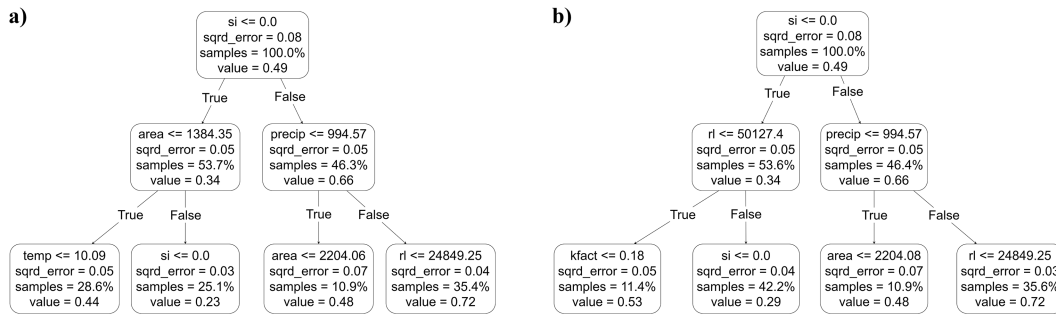 a)
si <= 0.0
sqrd_error = 0.08
samples = 100.0%
value = 0.49
True
False
area <= 1384.35
sqrd_error = 0.05
samples = 53.7%
value = 0.34
precip <= 994.57
sqrd_error = 0.05
samples = 46.3%
value = 0.66
True
False
True
False
temp <= 10.09
sqrd_error = 0.05
samples = 28.6%
value = 0.44
si <= 0.0
sqrd_error = 0.03
samples = 25.1%
value = 0.23
area <= 2204.06
sqrd_error = 0.07
samples = 10.9%
value = 0.48
rl <= 24849.25
sqrd_error = 0.04
samples = 35.4%
value = 0.72
b)
si <= 0.0
sqrd_error = 0.08
samples = 100.0%
value = 0.49
True
False
rl <= 50127.4
sqrd_error = 0.05
samples = 53.6%
value = 0.34
precip <= 994.57
sqrd_error = 0.05
samples = 46.4%
value = 0.66
True
False
True
False
kfact <= 0.18
sqrd_error = 0.05
samples = 11.4%
value = 0.53
si <= 0.0
sqrd_error = 0.04
samples = 42.2%
value = 0.29
area <= 2204.08
sqrd_error = 0.07
samples = 10.9%
value = 0.48
rl <= 24849.25
sqrd_error = 0.03
samples = 35.6%
value = 0.72